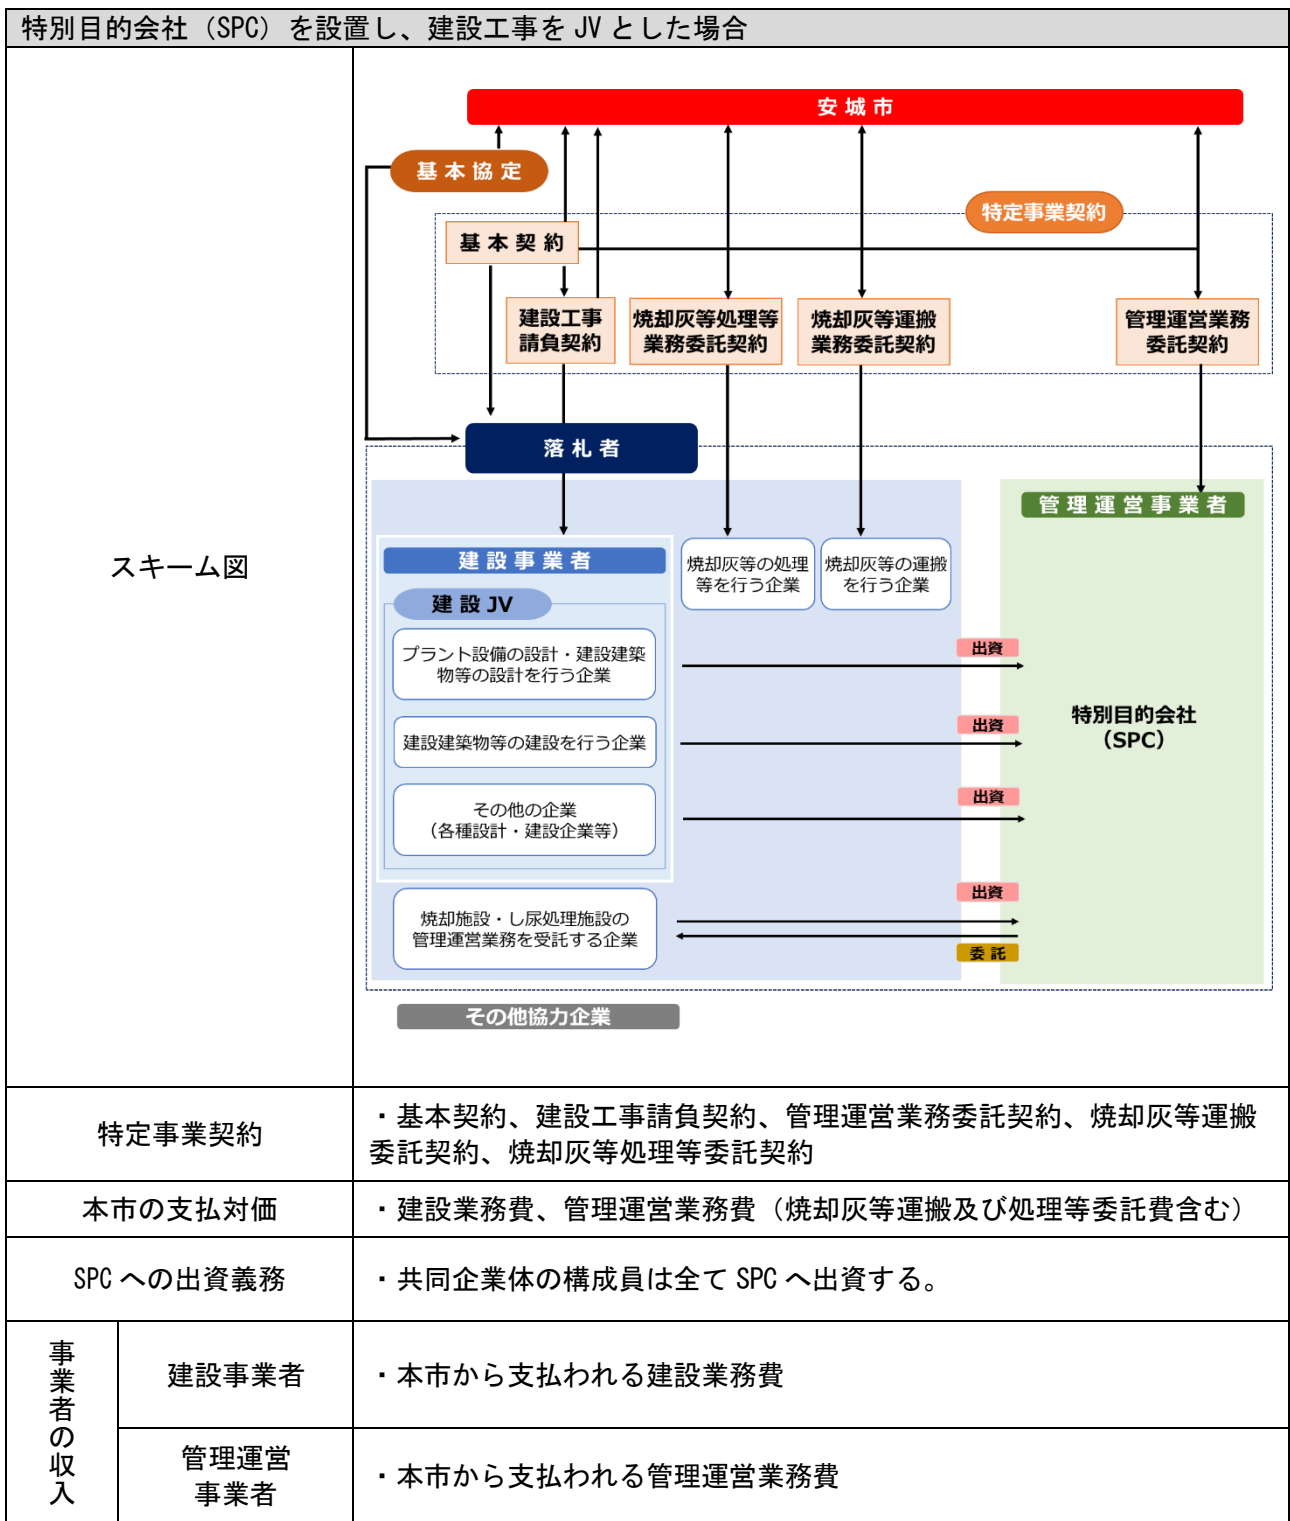 特別目的会社（SPC）を設置し、建設工事を JV とした場合
スキーム図
安城市
基本協定
特定事業契約
基本契約
建設工事
請負契約
焼却灰等処理等
業務委託契約
焼却灰等運搬
業務委託契約
管理運営業務
委託契約
落札者
管理運営事業者
建設事業者
焼却灰等の処理
等を行う企業
焼却灰等の運搬
を行う企業
建設 JV
プラント設備の設計・建設建築
物等の設計を行う企業
出資
特別目的会社
（SPC）
建設建築物等の建設を行う企業
出資
その他の企業
（各種設計・建設企業等）
出資
焼却施設・し尿処理施設の
管理運営業務を受託する企業
出資
委託
その他協力企業
特定事業契約
・基本契約、建設工事請負契約、管理運営業務委託契約、焼却灰等運搬
委託契約、焼却灰等処理等委託契約
本市の支払対価
・建設業務費、管理運営業務費（焼却灰等運搬及び処理等委託費含む）
SPC への出資義務
・共同企業体の構成員は全て SPC へ出資する。
事業者の収入
建設事業者
・本市から支払われる建設業務費
管理運営
事業者
・本市から支払われる管理運営業務費